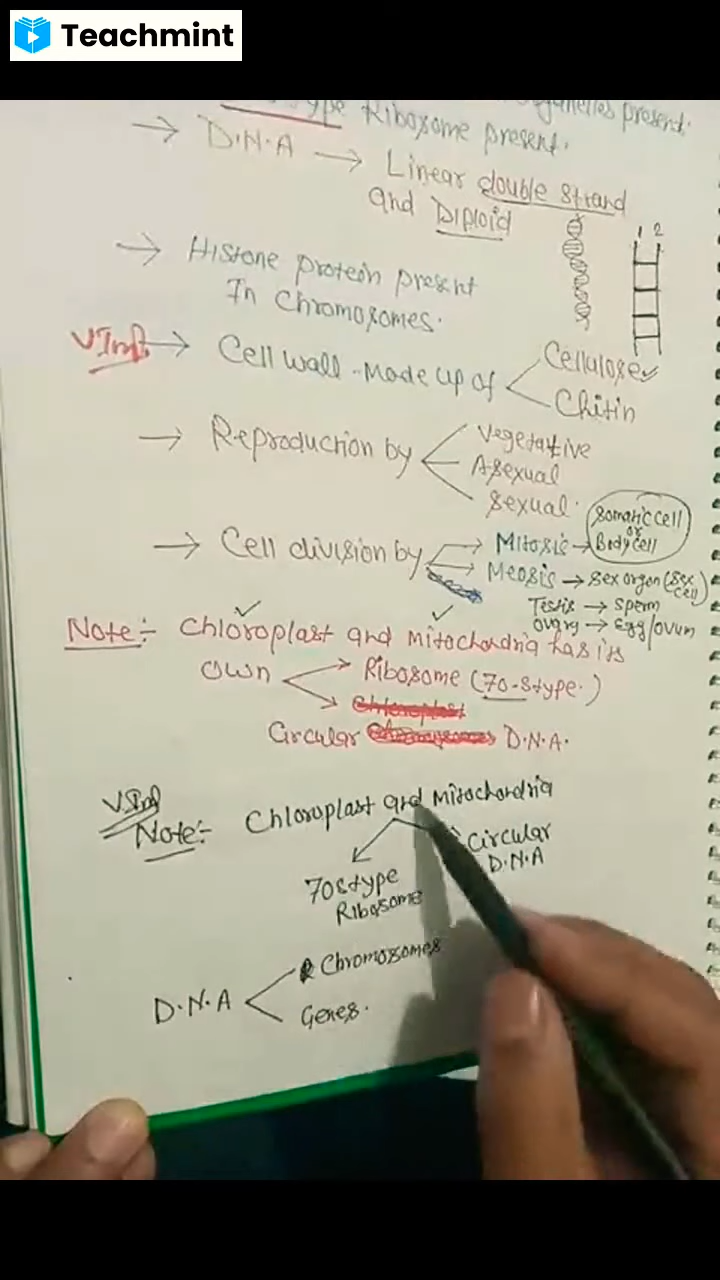 Teachmint
type Ribosome present.
→ D.N.A → Linear double strand
and Diploid
→ Histone protein present
In Chromosomes.
1 2
V.Imp. → Cell wall - Made up of
Cellulose
Chitin
→ Reproduction by
Vegetative
Asexual
Sexual.
→ Cell division by
Mitosis → Somatic cell
or
Body cell
Meosis → Sex organ (Sex
Cell)
Testis → Sperm
Ovary → Egg/Ovum
Note:- Chloroplast and Mitochondria has its
own
Ribosome (70-stype.)
Circular D.N.A.
V.Imp
Note:- Chloroplast and Mitochondria
70stype
Ribosome
Circular
D.N.A
D.N.A
Chromosomes
Genes.